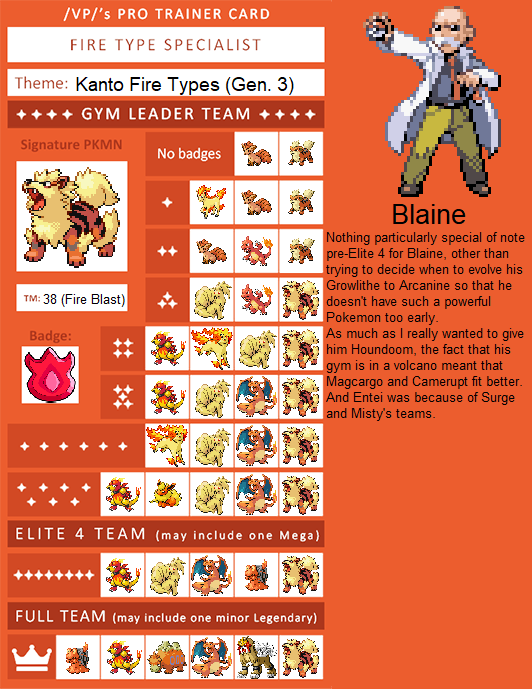 /VP/'s PRO TRAINER CARD
FIRE TYPE SPECIALIST
Theme: Kanto Fire Types (Gen. 3)
GYM LEADER TEAM
Signature PKMN
No badges
TM: 38 (Fire Blast)
Badge:
ELITE 4 TEAM (may include one Mega)
FULL TEAM (may include one minor Legendary)
Blaine
Nothing particularly special of note
pre-Elite 4 for Blaine, other than
trying to decide when to evolve his
Growlithe to Arcanine so that he
doesn't have such a powerful
Pokemon too early.
As much as I really wanted to give
him Houndoom, the fact that his
gym is in a volcano meant that
Magcargo and Camerupt fit better.
And Entei was because of Surge
and Misty's teams.